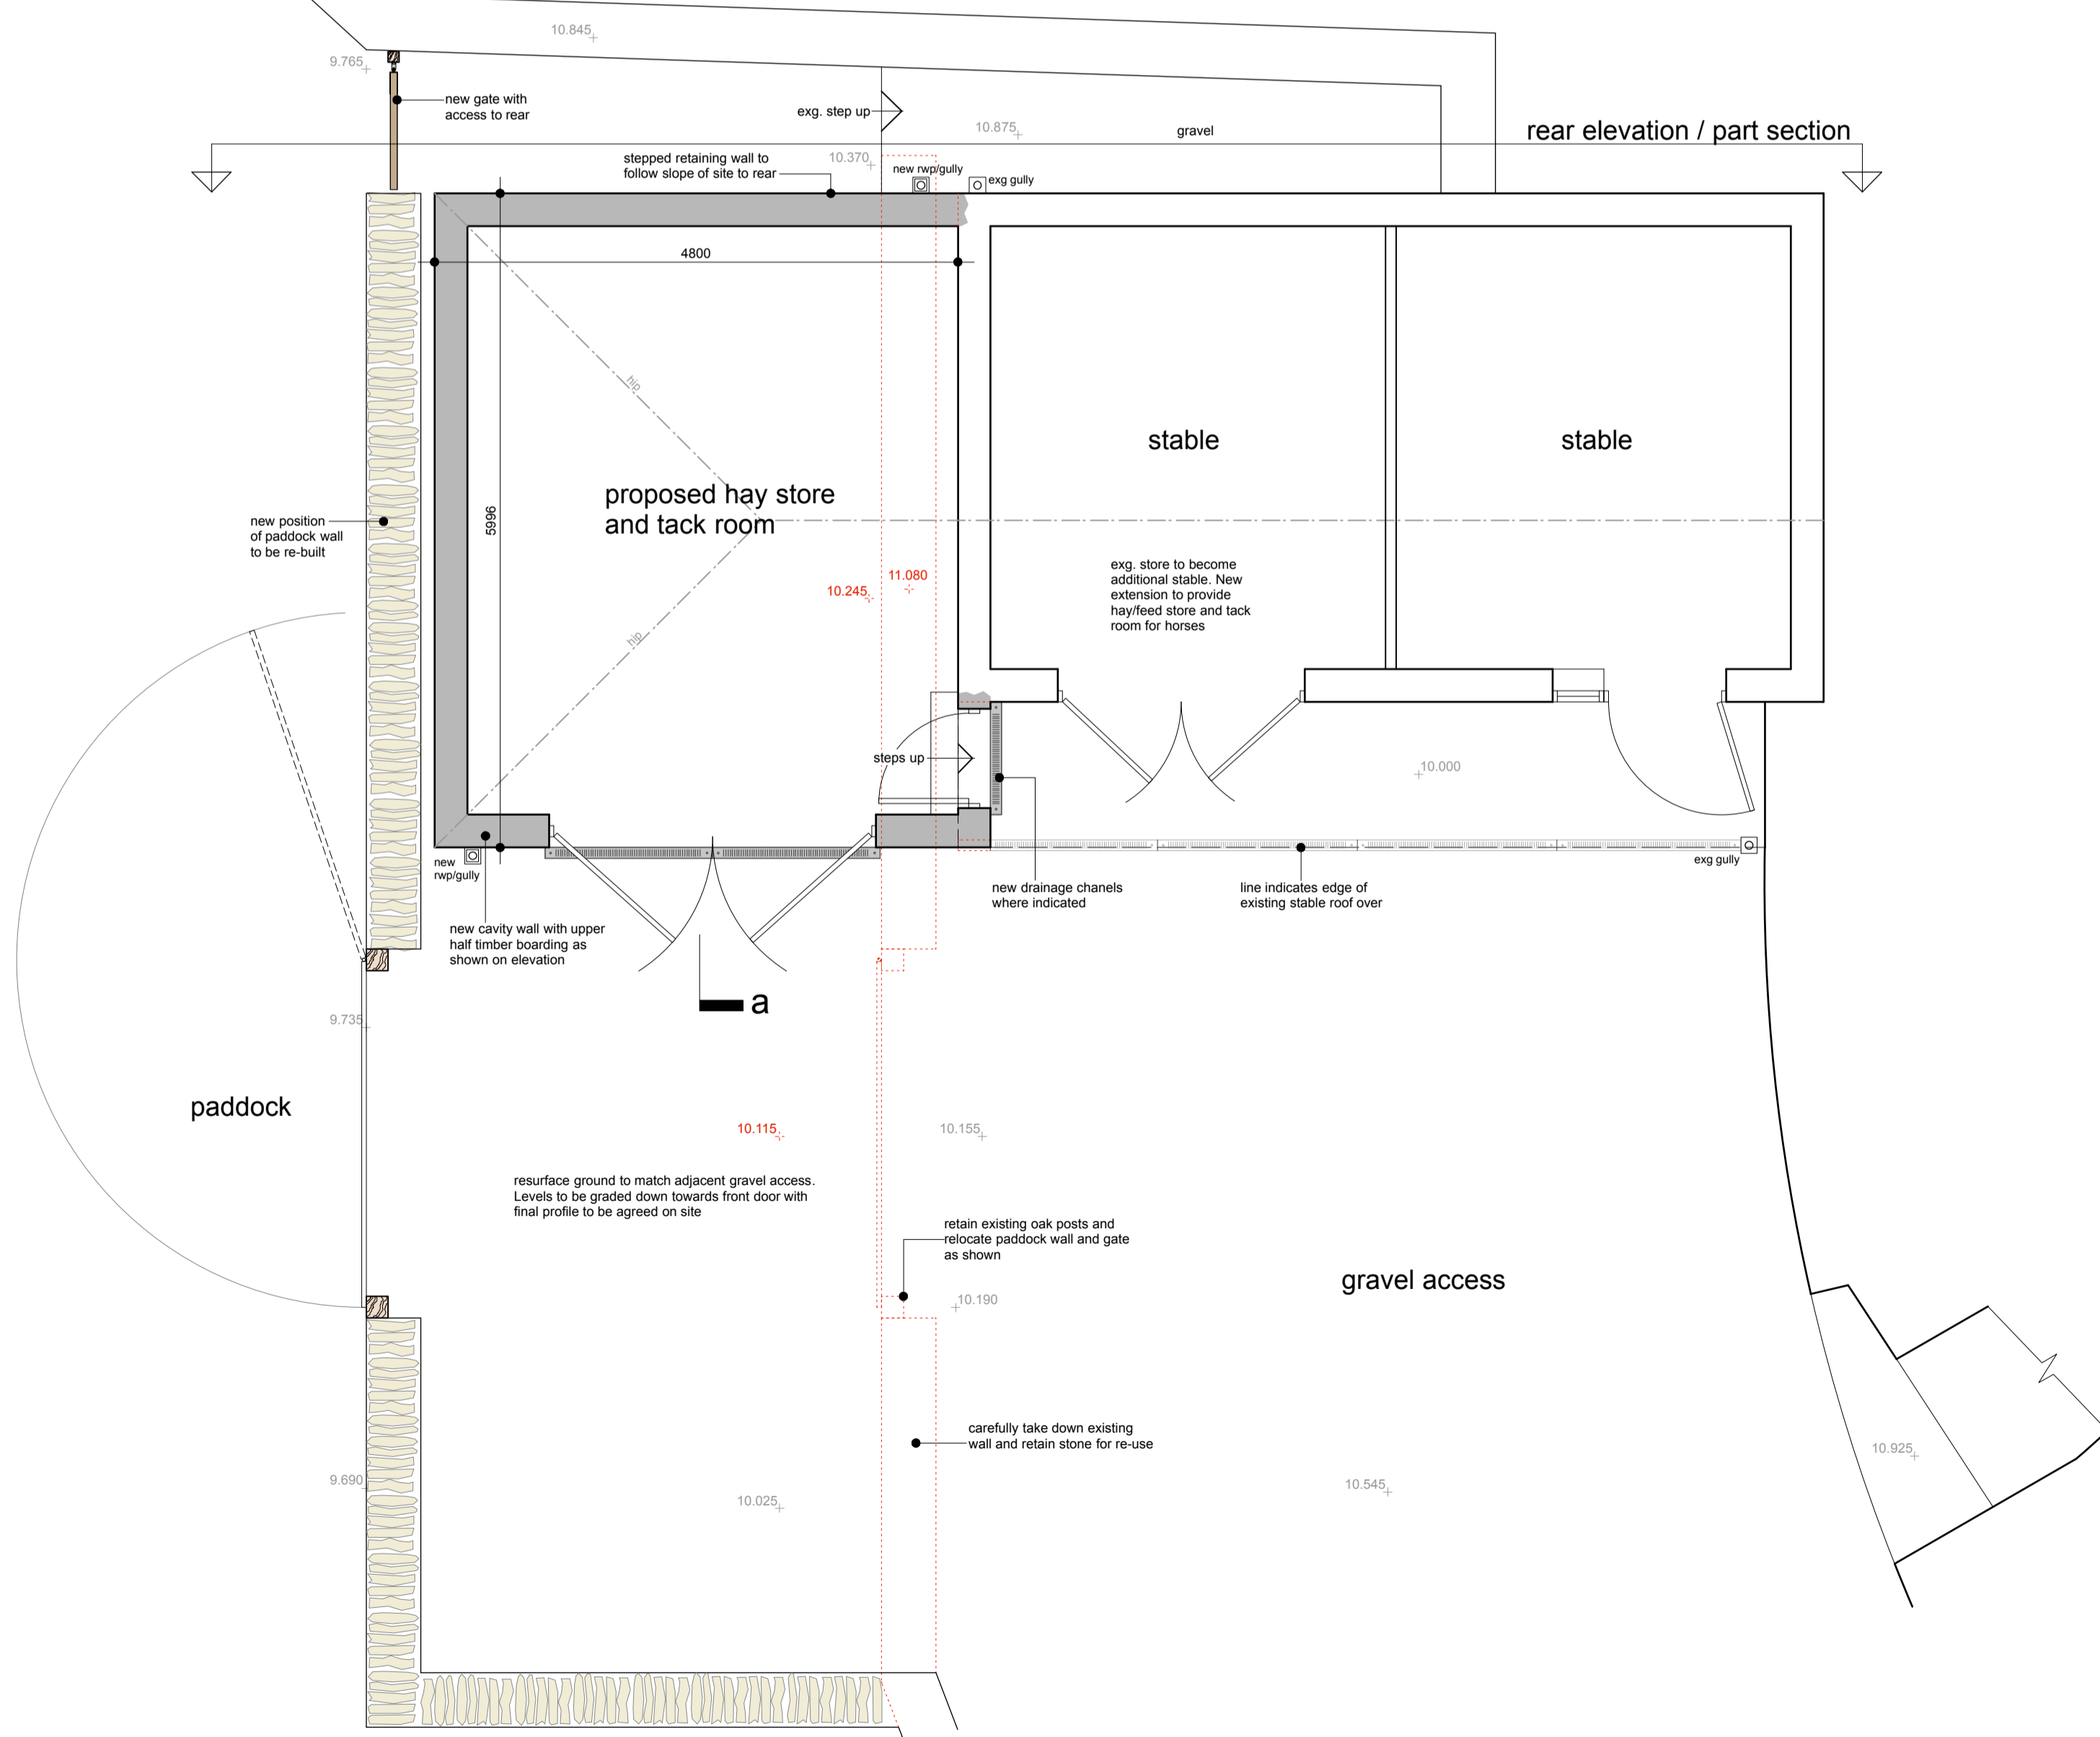 10.845
9.765
new gate with
access to rear
exg. step up
10.875
gravel
rear elevation / part section
stepped retaining wall to
follow slope of site to rear
10.370
new rwp/gully
exg gully
4800
hip
stable
stable
proposed hay store
and tack room
5996
new position
of paddock wall
to be re-built
exg. store to become
additional stable. New
extension to provide
hay/feed store and tack
room for horses
11.080
10.245
hip
steps up
10.000
new
rwp/gully
exg gully
new drainage chanels
where indicated
line indicates edge of
existing stable roof over
new cavity wall with upper
half timber boarding as
shown on elevation
a
9.735
paddock
10.115
10.155
resurface ground to match adjacent gravel access.
Levels to be graded down towards front door with
final profile to be agreed on site
retain existing oak posts and
relocate paddock wall and gate
as shown
10.190
gravel access
carefully take down existing
wall and retain stone for re-use
10.925
9.690
10.025
10.545